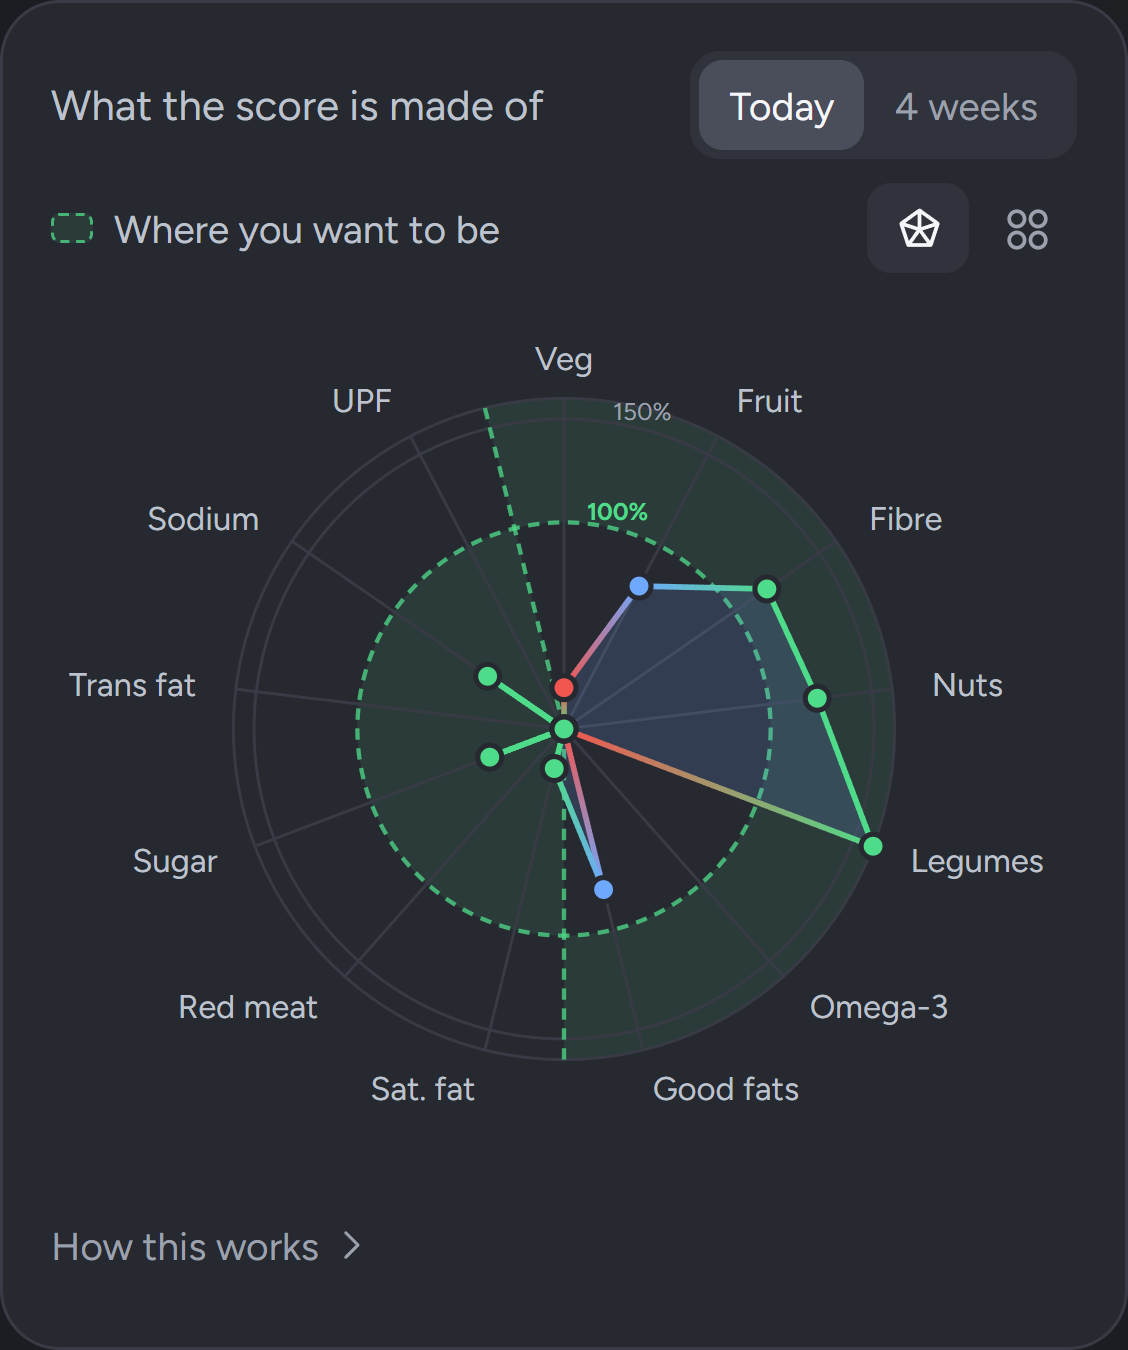 What the score is made of
Today
4 weeks
Where you want to be
Veg
UPF
150%
Fruit
100%
Sodium
Fibre
Trans fat
Nuts
Sugar
Legumes
Red meat
Omega-3
Sat. fat
Good fats
How this works